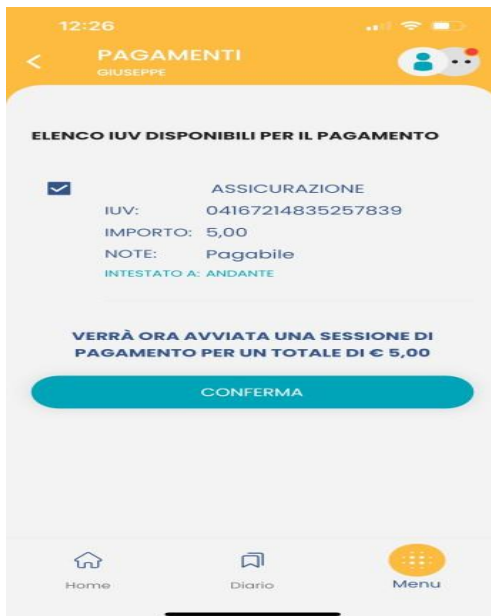 12:26
PAGAMENTI
GIUSEPPE
ELENCO IUV DISPONIBILI PER IL PAGAMENTO
ASSICURAZIONE
IUV: 04167214835257839
IMPORTO: 5,00
NOTE: Pagabile
INTESTATO A: ANDANTE
VERRÀ ORA AVVIATA UNA SESSIONE DI
PAGAMENTO PER UN TOTALE DI € 5,00
CONFERMA
Home Diario Menu